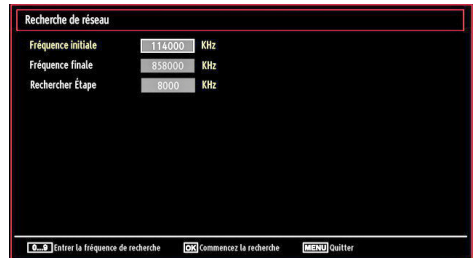 Recherche de réseau
Fréquence initiale 114000 KHz
Fréquence finale 858000 KHz
Rechercher Étape 8000 KHz
0...9 Entrer la fréquence de recherche OK Commencez la recherche MENU Quitter